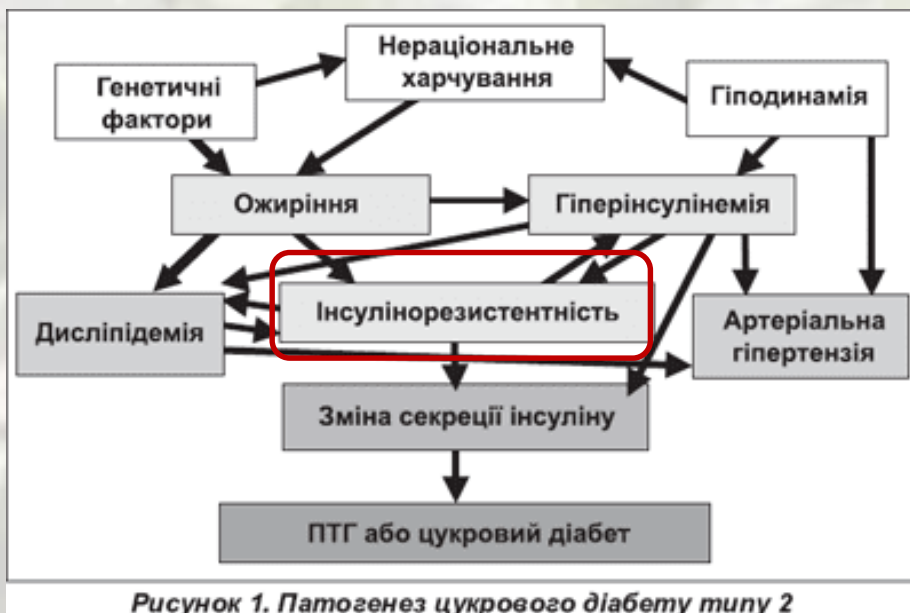 Нераціональне
харчування
Генетичні
фактори
Гіподинамія
Ожиріння
Гіперінсулінемія
Дисліпідемія
Інсулінорезистентність
Артеріальна
гіпертензія
Зміна секреції інсуліну
ПТГ або цукровий діабет
Рисунок 1. Патогенез цукрового діабету типу 2